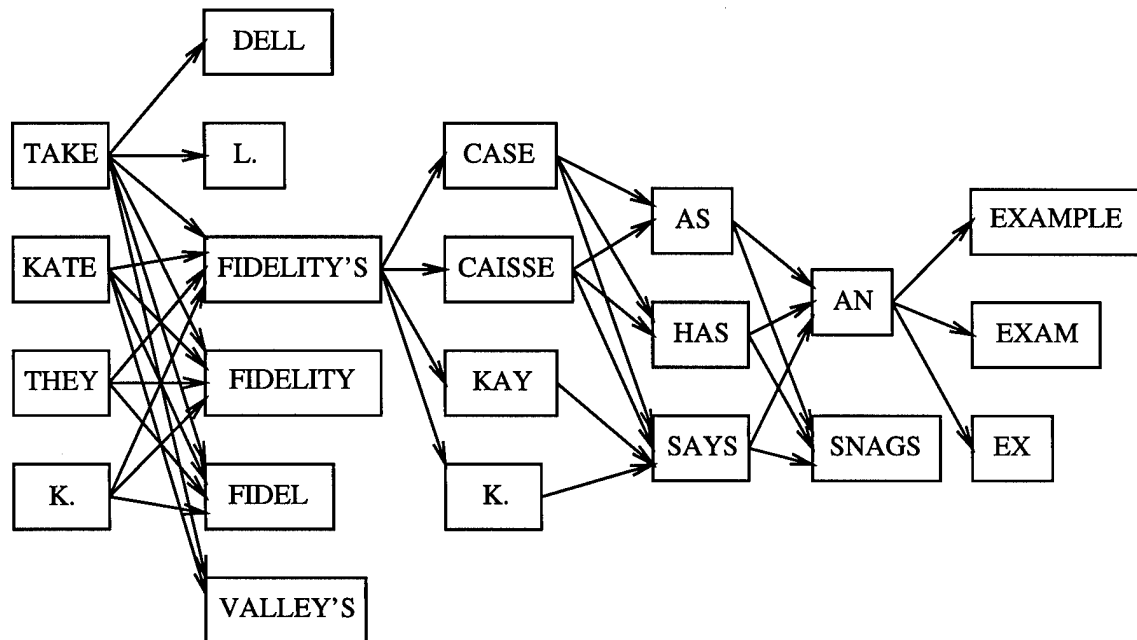 DELL
TAKE L. CASE
AS EXAMPLE
KATE FIDELITY'S CAISSE AN
HAS EXAM
THEY FIDELITY KAY
SAYS SNAGS EX
K. FIDEL K.
VALLEY'S